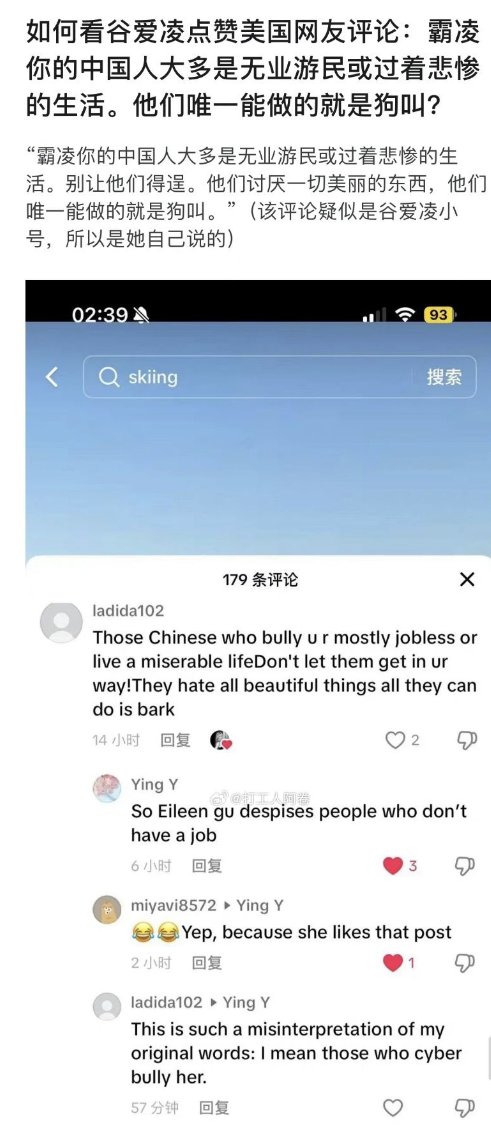 如何看谷爱凌点赞美国网友评论：霸凌
你的中国人大多是无业游民或过着悲惨
的生活。他们唯一能做的就是狗叫？
“霸凌你的中国人大多是无业游民或过着悲惨的生
活。别让他们得逞。他们讨厌一切美丽的东西，他们
唯一能做的就是狗叫。”（该评论疑似是谷爱凌小
号，所以是她自己说的）
02:39
93
skiing
搜索
179 条评论
ladida102
Those Chinese who bully u r mostly jobless or
live a miserable lifeDon't let them get in ur
way!They hate all beautiful things all they can
do is bark
14 小时
回复
2
Ying Y
@打工人阿卷
So Eileen gu despises people who don’t
have a job
6 小时
回复
3
miyavi8572 ▸ Ying Y
😂😂Yep, because she likes that post
2 小时
回复
1
ladida102 ▸ Ying Y
This is such a misinterpretation of my
original words: I mean those who cyber
bully her.
57 分钟
回复